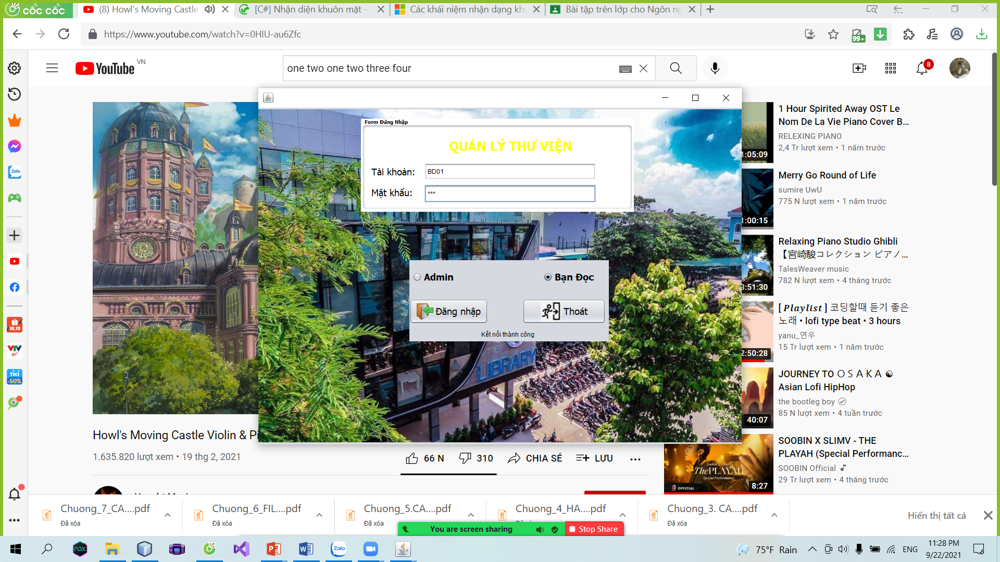 cốc cốc
(8) Howl's Moving Castle
[C#] Nhận diện khuôn mặt -
Các khái niệm nhận dạng khu
Bài tập trên lớp cho Ngôn ng
https://www.youtube.com/watch?v=0HIU-au6Zfc
99+
YouTube VN
one two one two three four
8
Form Đăng Nhập
QUẢN LÝ THƯ VIỆN
Tài khoản: BD01
Mật khẩu: ***
LIBRARY
Admin
Bạn Đọc
Đăng nhập
Thoát
Kết nối thành công
Zalo
10.10
VTV go
TIKI -50%
Howl's Moving Castle Violin & Pi
1.635.820 lượt xem • 19 thg 2, 2021
66 N
310
CHIA SẺ
LƯU
1:05:09
1 Hour Spirited Away OST Le
Nom De La Vie Piano Cover B...
RELEXING PIANO
2,4 Tr lượt xem • 1 năm trước
1:00:15
Merry Go Round of Life
sumire UwU
775 N lượt xem • 1 năm trước
3:51:30
Relaxing Piano Studio Ghibli
【宮崎駿コレクション ピアノ...
TalesWeaver music
782 N lượt xem • 4 tháng trước
2:50:28
[ Playlist ] 코딩할때 듣기 좋은
노래 • lofi type beat • 3 hours
yanu_연우
15 Tr lượt xem • 1 năm trước
40:07
JOURNEY TO O S A K A ☯
Asian Lofi HipHop
the bootleg boy
85 N lượt xem • 4 tuần trước
ThePLAYAH
Special Performance
OFFICIAL
8:27
SOOBIN X SLIMV - THE
PLAYAH (Special Performanc...
SOOBIN Official
29 Tr lượt xem • 4 tháng trước
Chuong_7_CA....pdf
Đã xóa
Chuong_6_FIL....pdf
Đã xóa
Chuong_5.CA....pdf
Đã xóa
Chuong_4_HA....pdf
Chuong_3. CA....pdf
Đã xóa
Hiển thị tất cả
You are screen sharing
Stop Share
nox
Zalo
75°F Rain
ENG
11:28 PM
9/22/2021